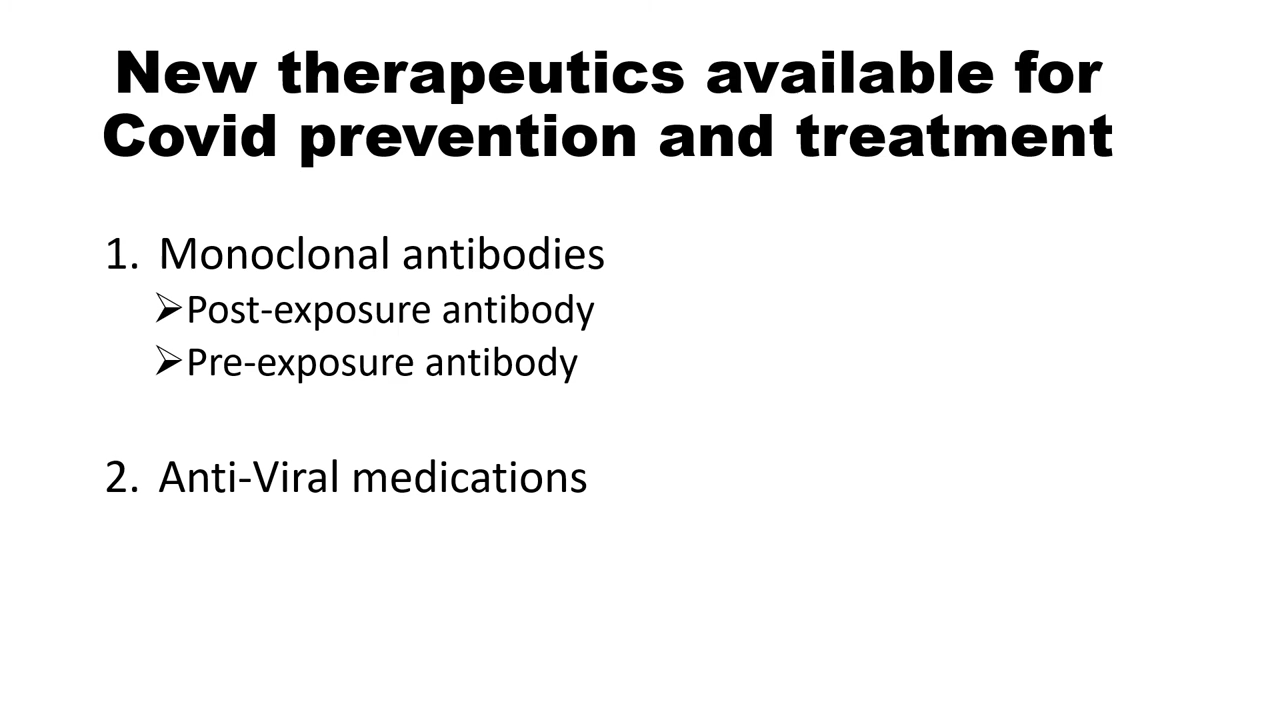 New therapeutics available for
Covid prevention and treatment
1. Monoclonal antibodies
➢Post-exposure antibody
➢Pre-exposure antibody
2. Anti-Viral medications